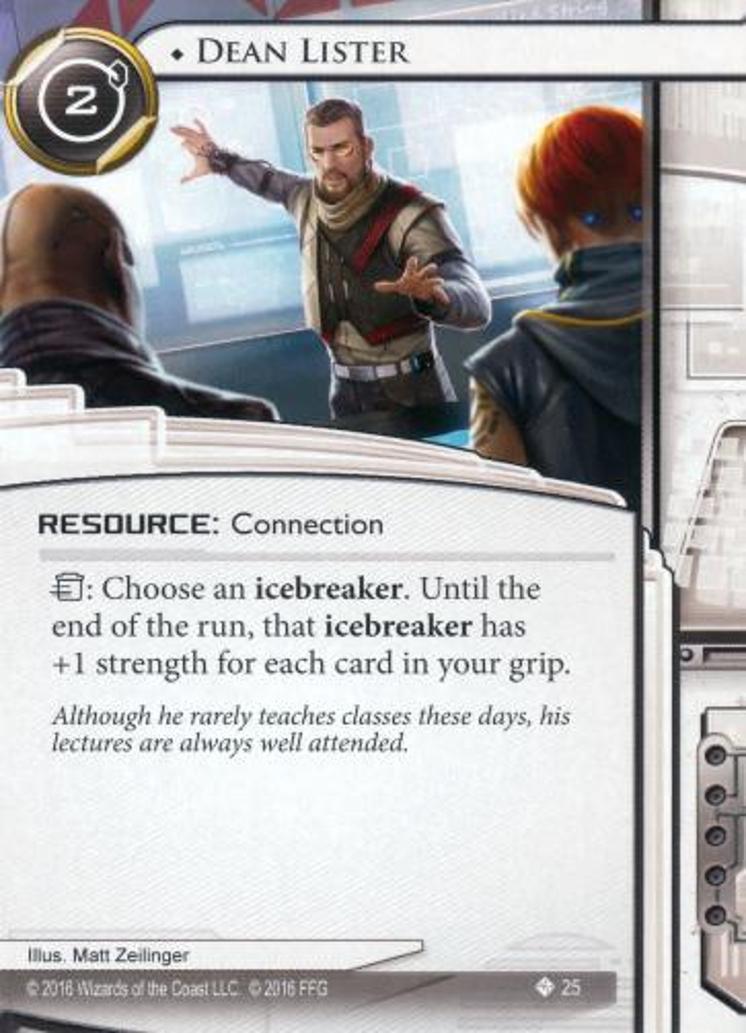 2
◆ DEAN LISTER
RESOURCE: Connection
: Choose an icebreaker. Until the
end of the run, that icebreaker has
+1 strength for each card in your grip.
Although he rarely teaches classes these days, his
lectures are always well attended.
Illus. Matt Zeilinger
© 2016 Wizards of the Coast LLC. © 2016 FFG
25